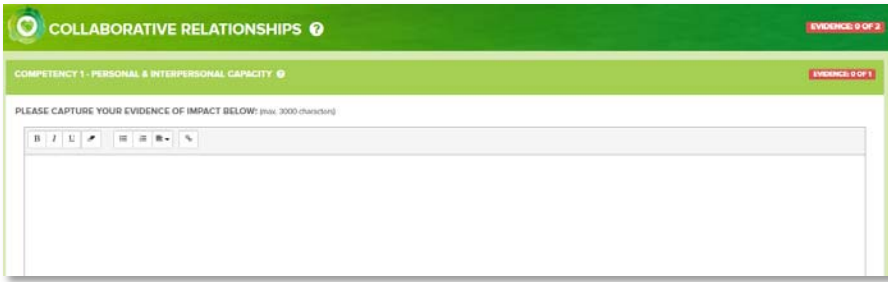 COLLABORATIVE RELATIONSHIPS ?
EVIDENCE: 0 OF 3
COMPETENCY 1 - PERSONAL & INTERPERSONAL CAPACITY ?
EVIDENCE: 0 OF 1
PLEASE CAPTURE YOUR EVIDENCE OF IMPACT BELOW: (max. 3000 characters)
B I U